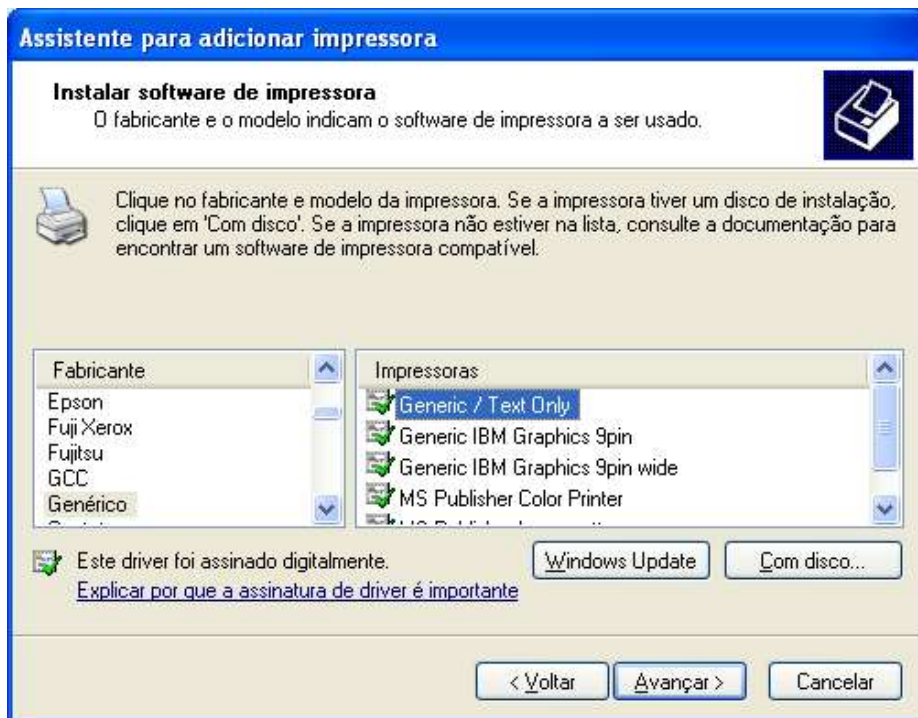 Assistente para adicionar impressora
Instalar software de impressora
O fabricante e o modelo indicam o software de impressora a ser usado.
Clique no fabricante e modelo da impressora. Se a impressora tiver um disco de instalação,
clique em 'Com disco'. Se a impressora não estiver na lista, consulte a documentação para
encontrar um software de impressora compatível.
Fabricante
Epson
Fuji Xerox
Fujitsu
GCC
Genérico
Impressoras
Generic / Text Only
Generic IBM Graphics 9pin
Generic IBM Graphics 9pin wide
MS Publisher Color Printer
Este driver foi assinado digitalmente.
Explicar por que a assinatura de driver é importante
Windows Update
Com disco...
< Voltar
Avançar >
Cancelar